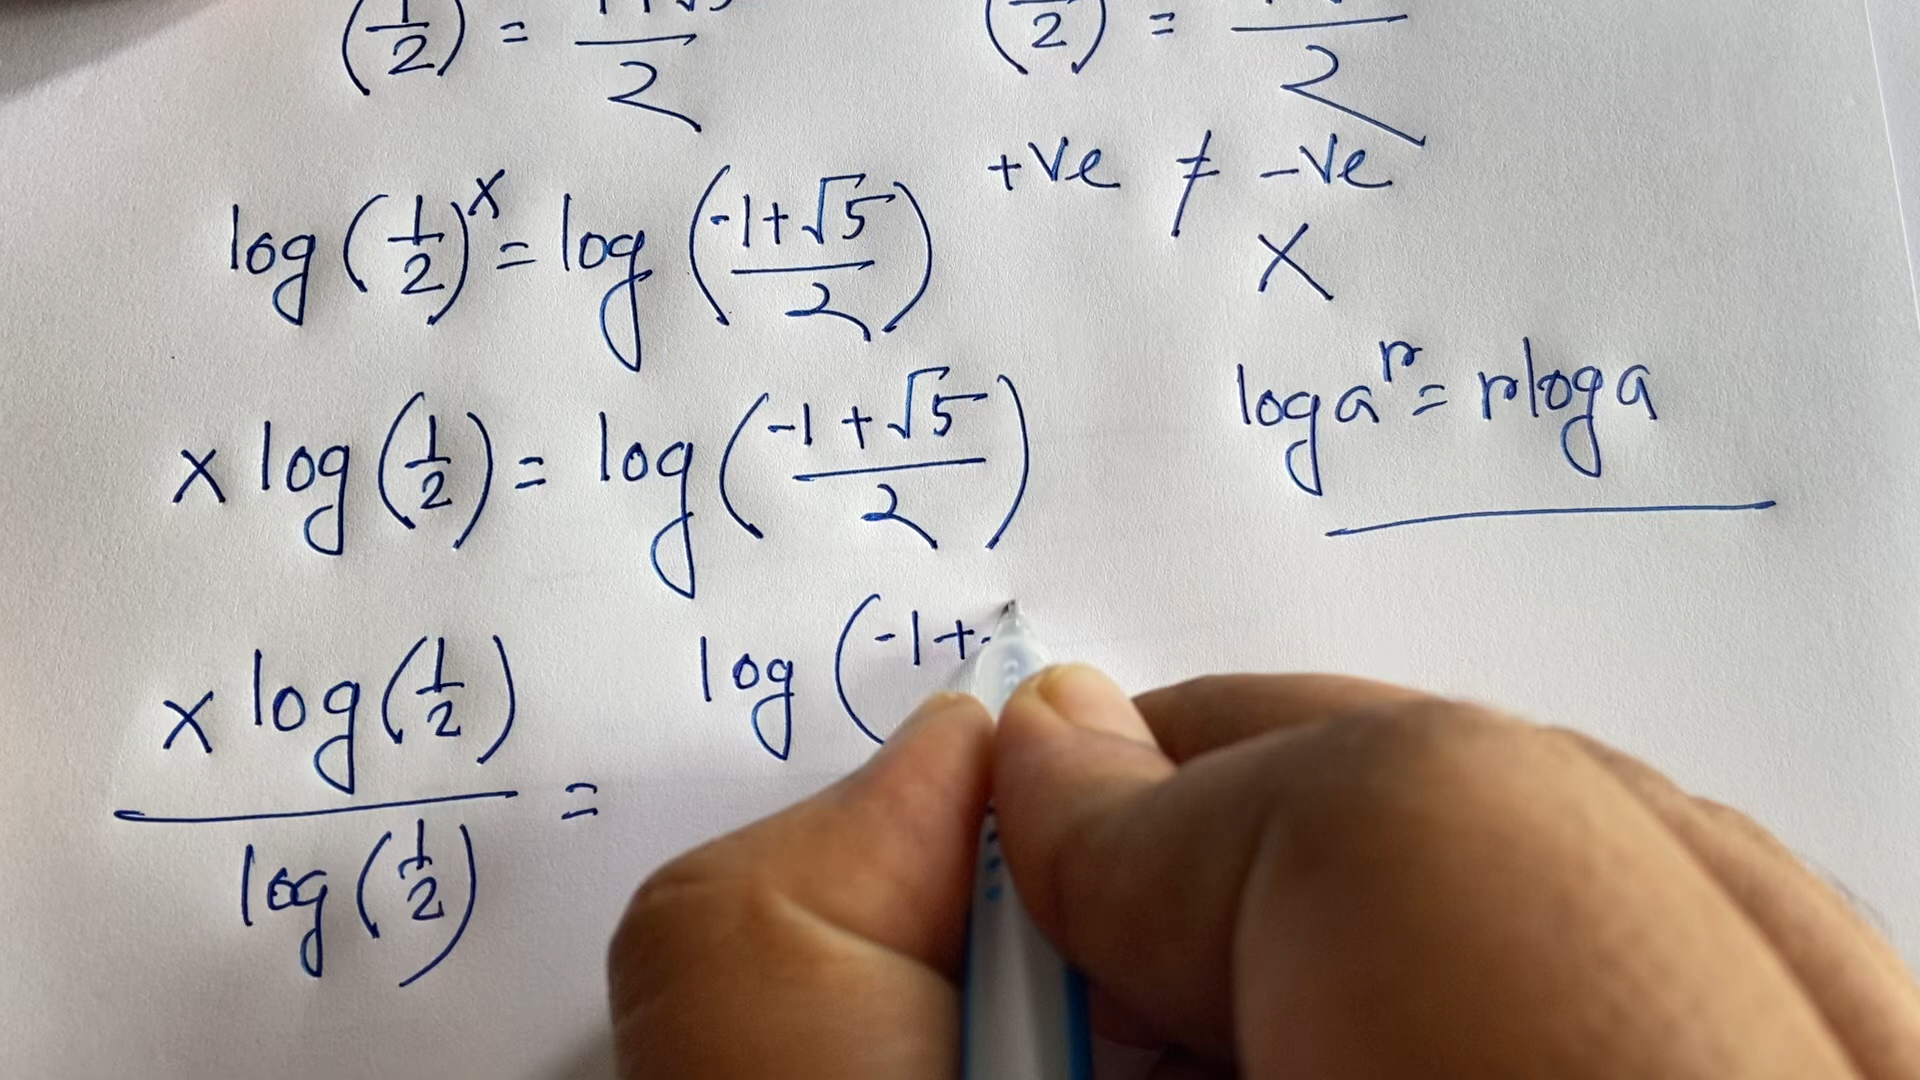 (1/2) = /2 (/2) = /2
+ve ≠ -ve
log(1/2)^x = log((-1+√5)/2) X
log a^n = n log a
x log(1/2) = log((-1+√5)/2)
x log(1/2)/log(1/2) = log(-1+